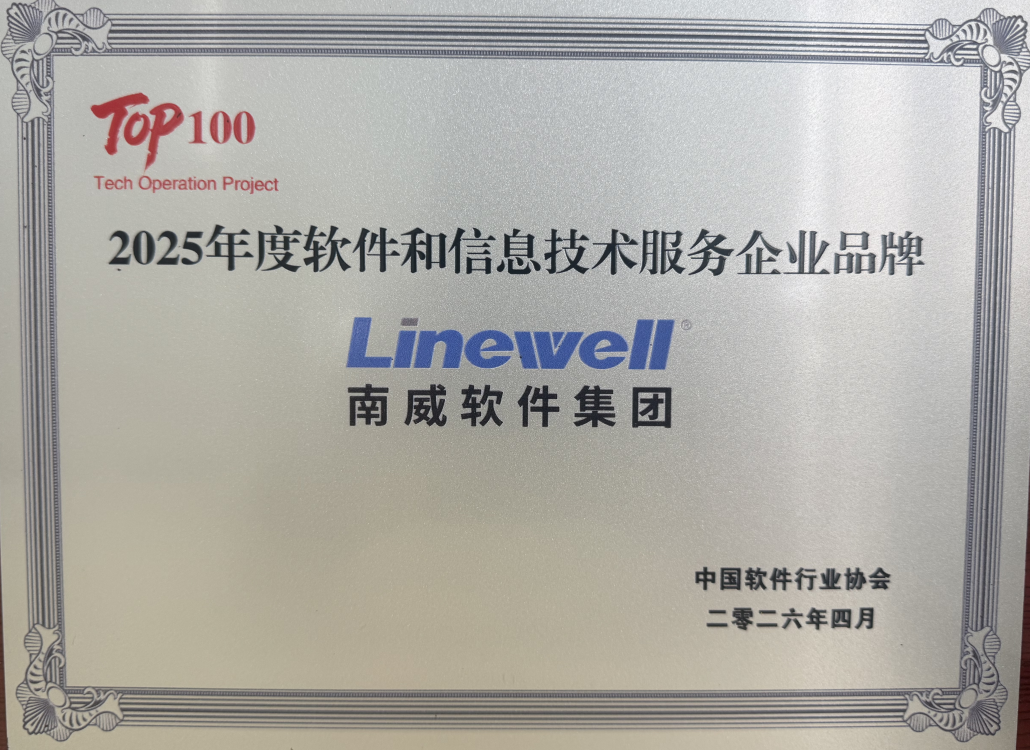 TOP 100
Tech Operation Project
2025年度软件和信息技术服务企业品牌
Linewell®
南威软件集团
中国软件行业协会
二零二六年四月